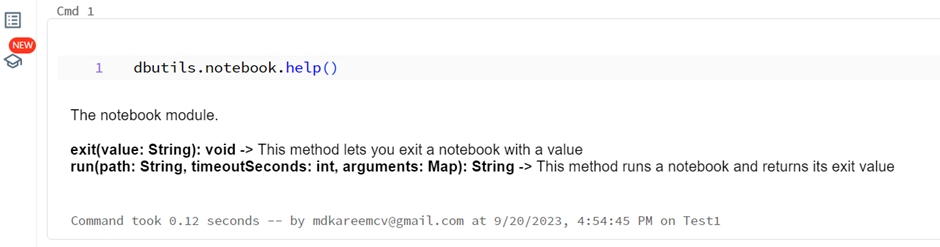 Cmd 1
NEW
1 dbutils.notebook.help()
The notebook module.
exit(value: String): void -> This method lets you exit a notebook with a value
run(path: String, timeoutSeconds: int, arguments: Map): String -> This method runs a notebook and returns its exit value
Command took 0.12 seconds -- by mdkareemcv@gmail.com at 9/20/2023, 4:54:45 PM on Test1